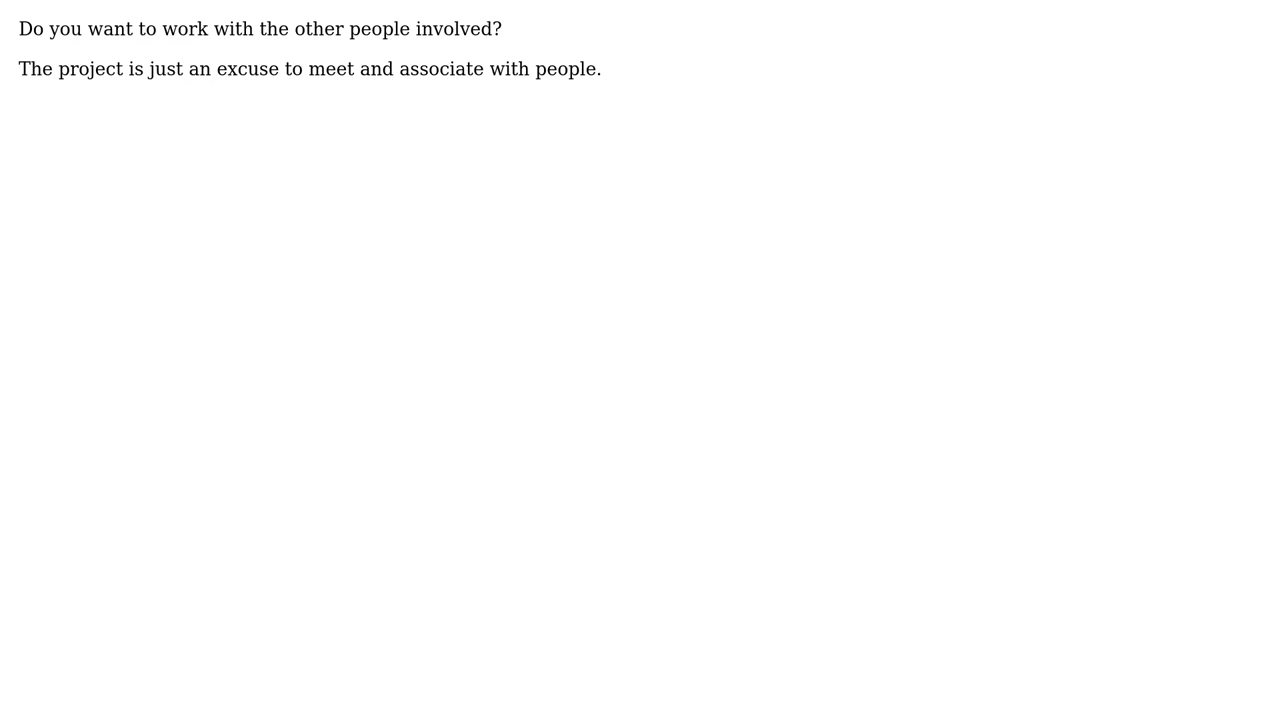 Do you want to work with the other people involved?
The project is just an excuse to meet and associate with people.